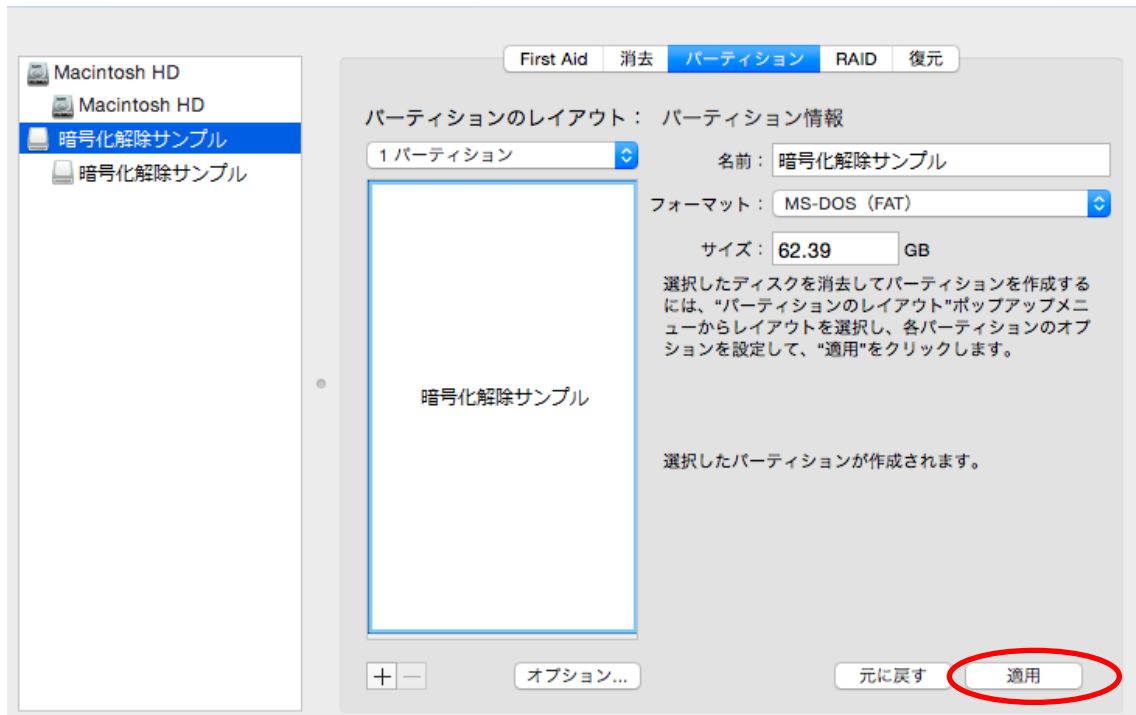 First Aid 消去 パーティション RAID 復元
Macintosh HD
Macintosh HD
暗号化解除サンプル
暗号化解除サンプル
パーティションのレイアウト：
1 パーティション
暗号化解除サンプル
+ −
オプション...
パーティション情報
名前： 暗号化解除サンプル
フォーマット： MS-DOS（FAT）
サイズ： 62.39 GB
選択したディスクを消去してパーティションを作成する
には、“パーティションのレイアウト”ポップアップメニ
ューからレイアウトを選択し、各パーティションのオプ
ションを設定して、“適用”をクリックします。
選択したパーティションが作成されます。
元に戻す 適用